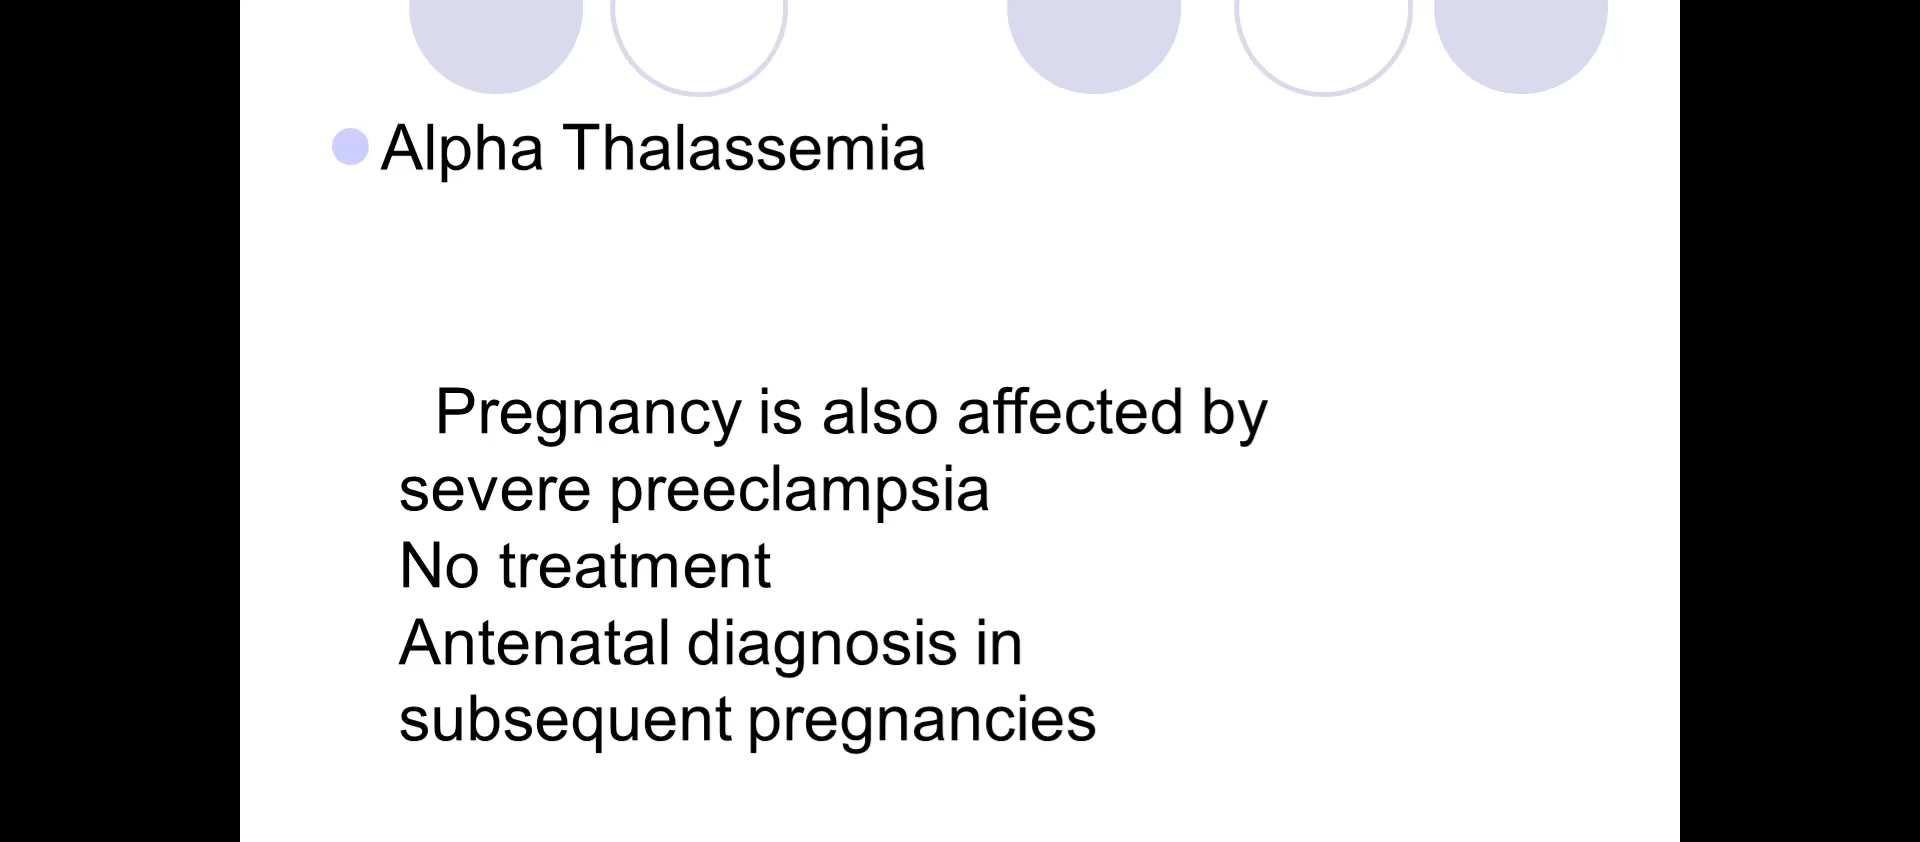 Alpha Thalassemia
Pregnancy is also affected by
severe preeclampsia
No treatment
Antenatal diagnosis in
subsequent pregnancies